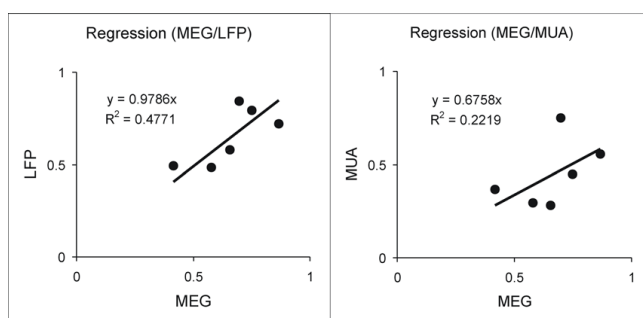 Regression (MEG/LFP)
1
y = 0.9786x
R² = 0.4771
LFP
0.5
0
0
0.5
1
MEG
Regression (MEG/MUA)
1
y = 0.6758x
R² = 0.2219
MUA
0.5
0
0
0.5
1
MEG